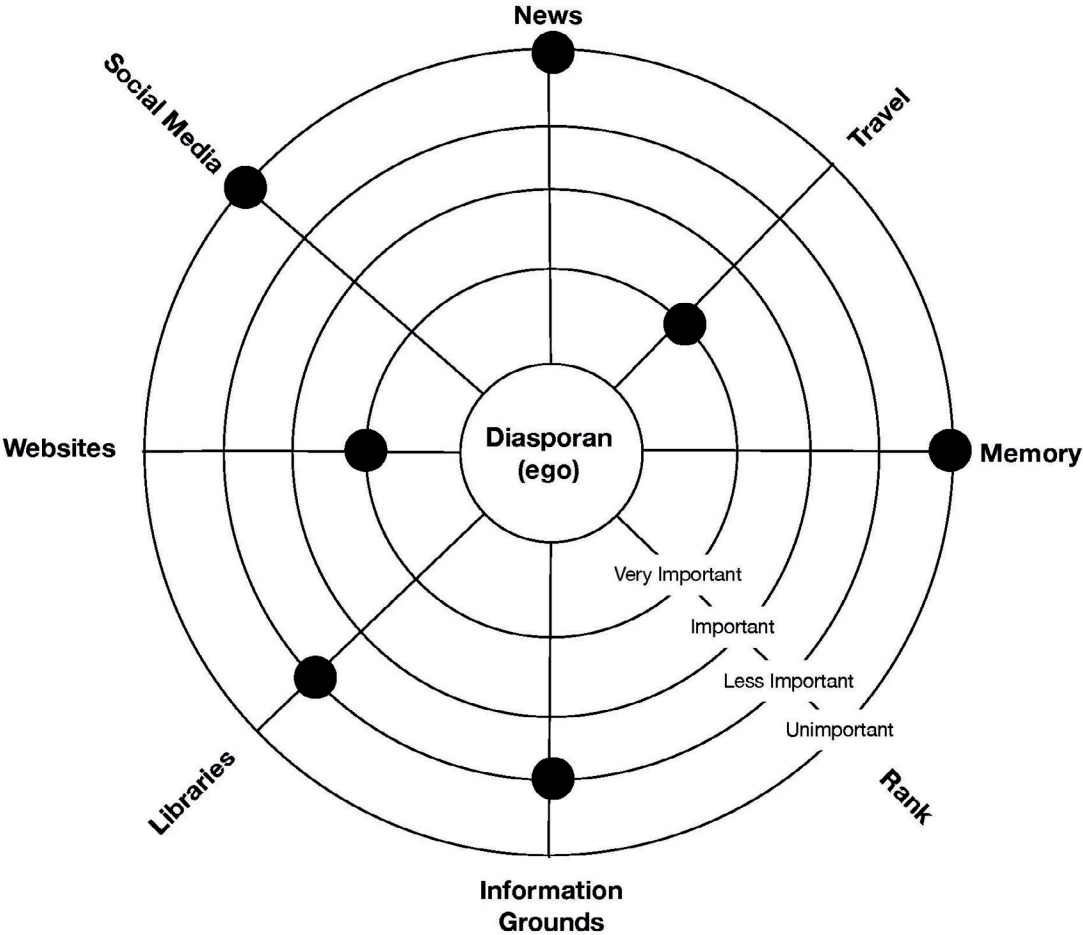 News
Social Media
Travel
Websites
Diasporan
(ego)
Memory
Very Important
Important
Less Important
Unimportant
Libraries
Rank
Information
Grounds